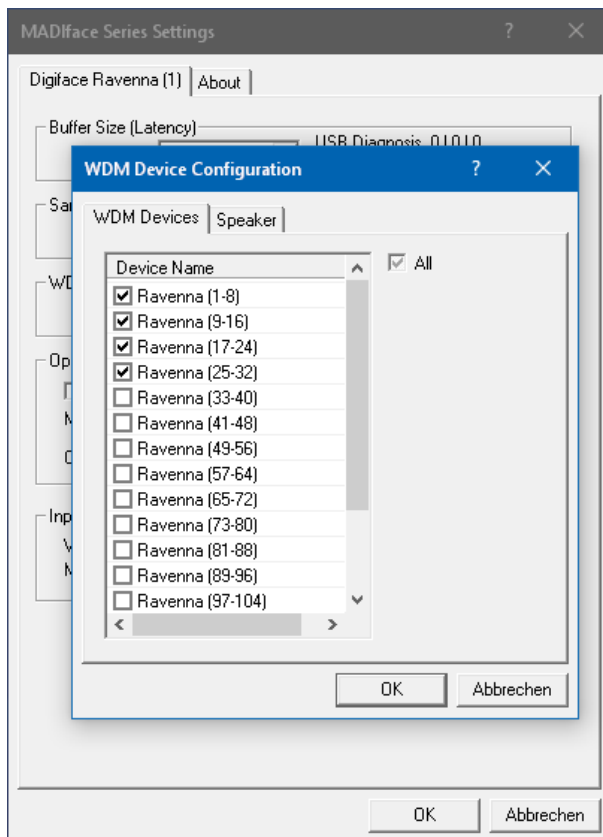 MADIface Series Settings
Digiface Ravenna (1)
About
Buffer Size (Latency)
USB Diagnosis 0.|.0.|.0
WDM Device Configuration
WDM Devices
Speaker
Device Name
All
Ravenna (1-8)
Ravenna (9-16)
Ravenna (17-24)
Ravenna (25-32)
Ravenna (33-40)
Ravenna (41-48)
Ravenna (49-56)
Ravenna (57-64)
Ravenna (65-72)
Ravenna (73-80)
Ravenna (81-88)
Ravenna (89-96)
Ravenna (97-104)
OK
Abbrechen
OK
Abbrechen